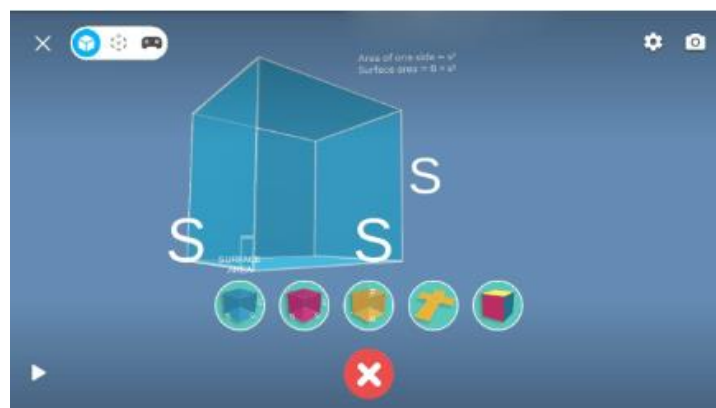 Area of one side = s²
Surface area = 6 × s²
S
S
S
SURFACE
AREA